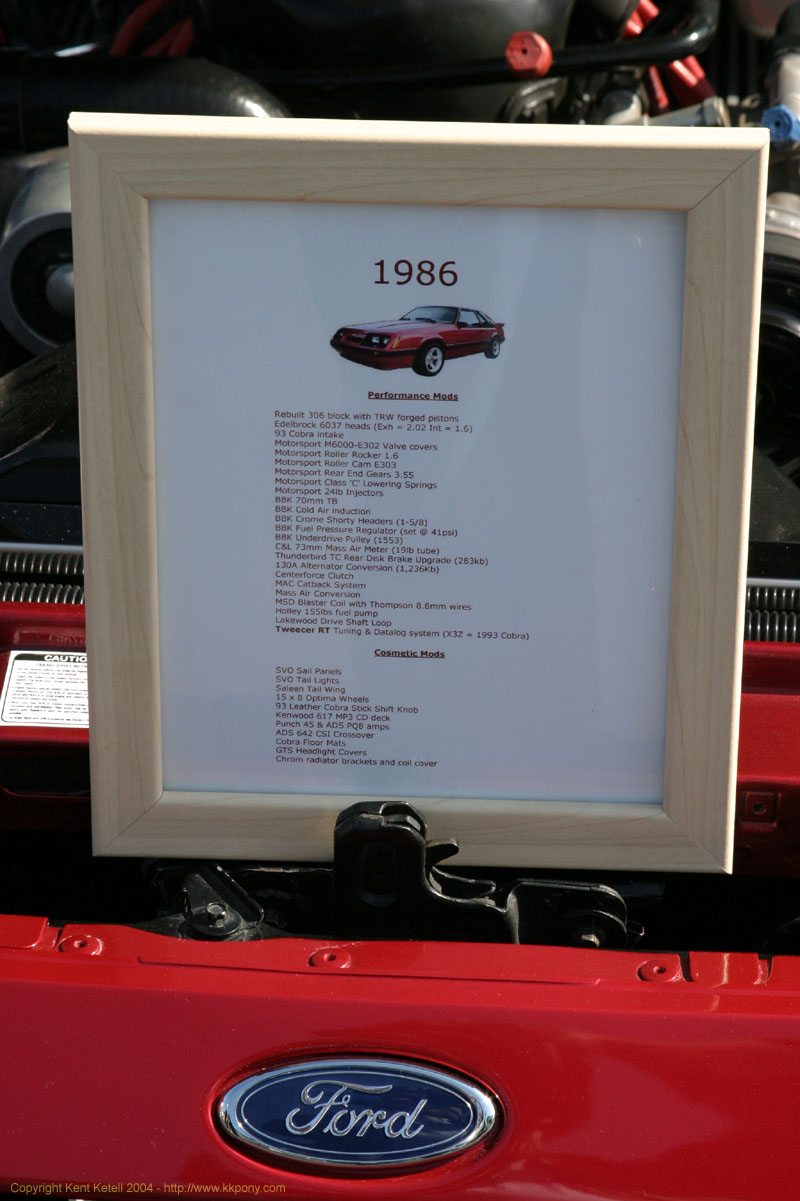 1986
Performance Mods
Rebuilt 306 block with TRW forged pistons
Edelbrock 6037 heads (Exh = 2.02 Int = 1.6)
93 Cobra intake
Motorsport M6000-E302 Valve covers
Motorsport Roller Rocker 1.6
Motorsport Roller Cam E303
Motorsport Rear End Gears 3.55
Motorsport Class 'C' Lowering Springs
Motorsport 24lb Injectors
BBK 70mm TB
BBK Cold Air Induction
BBK Crome Shorty Headers (1-5/8)
BBK Fuel Pressure Regulator (set @ 41psi)
BBK Underdrive Pulley (1553)
C&L 73mm Mass Air Meter (19lb tube)
Thunderbird TC Rear Disk Brake Upgrade (283kb)
130A Alternator Conversion (1,236Kb)
Centerforce Clutch
MAC Catback System
Mass Air Conversion
MSD Blaster Coil with Thompson 8.8mm wires
Holley 155lbs fuel pump
Lakewood Drive Shaft Loop
Tweecer RT Tuning & Datalog system (X3Z = 1993 Cobra)
Cosmetic Mods
SVO Sail Panels
SVO Tail Lights
Saleen Tail Wing
15 x 8 Optima Wheels
93 Leather Cobra Stick Shift Knob
Kenwood 617 MP3 CD deck
Punch 45 & ADS PQ8 amps
ADS 642 CSI Crossover
Cobra Floor Mats
GTS Headlight Covers
Chrom radiator brackets and coil cover
CAUTIO
Ford
Copyright Kent Ketell 2004 - http://www.kkpony.com